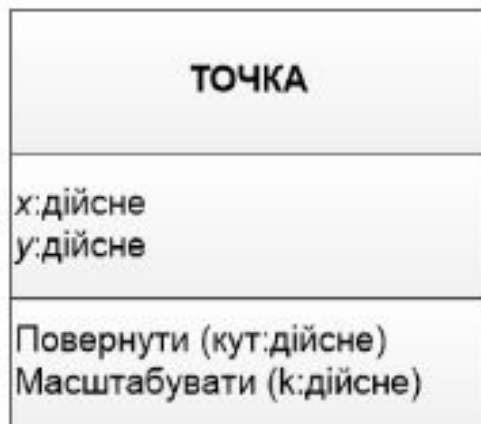 ТОЧКА
x:дійсне
y:дійсне
Повернути (кут:дійсне)
Масштабувати (k:дійсне)